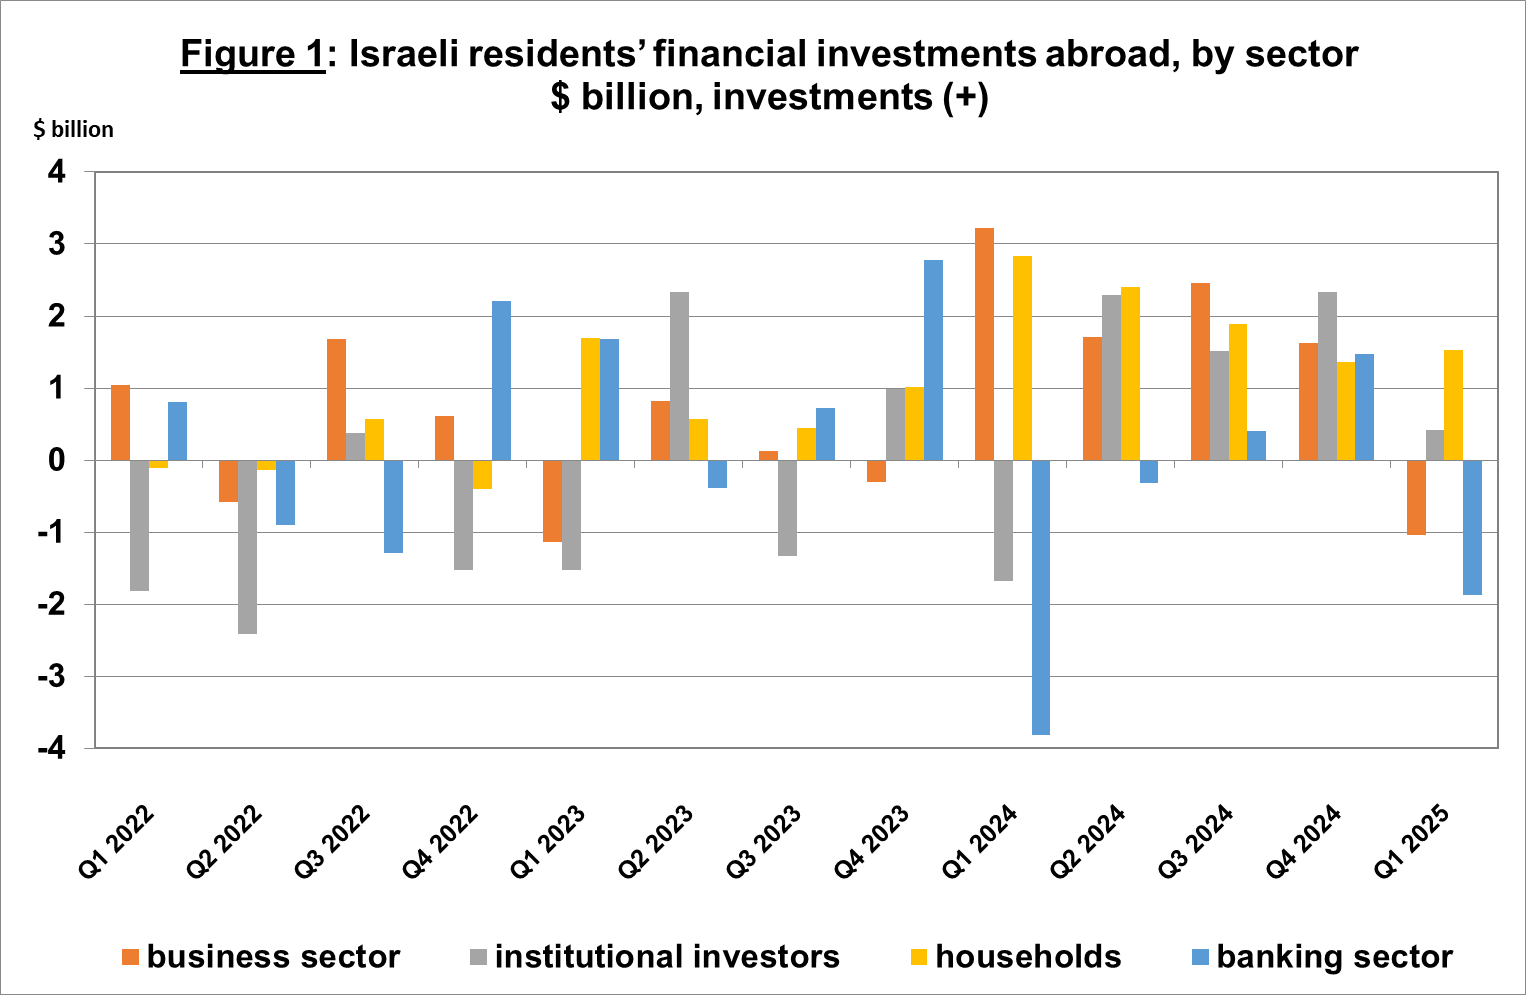 Figure 1: Israeli residents’ financial investments abroad, by sector
$ billion, investments (+)
$ billion
4
3
2
1
0
-1
-2
-3
-4
Q1 2022
Q2 2022
Q3 2022
Q4 2022
Q1 2023
Q2 2023
Q3 2023
Q4 2023
Q1 2024
Q2 2024
Q3 2024
Q4 2024
Q1 2025
business sector
institutional investors
households
banking sector